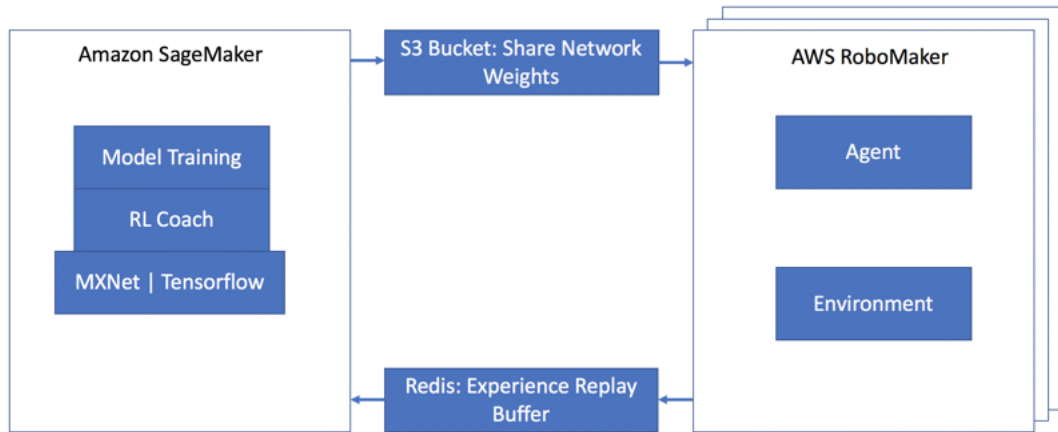 Amazon SageMaker
Model Training
RL Coach
MXNet | Tensorflow
S3 Bucket: Share Network
Weights
AWS RoboMaker
Agent
Environment
Redis: Experience Replay
Buffer